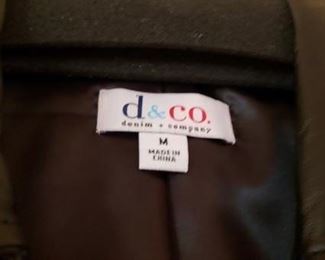 d&co.
denim + company
M
MADE IN
CHINA